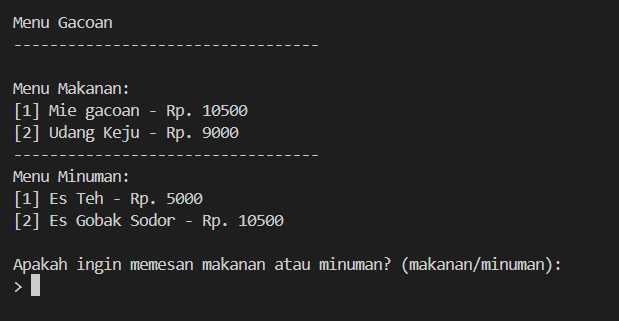 Menu Gacoan
----------------------------------
Menu Makanan:
[1] Mie gacoan - Rp. 10500
[2] Udang Keju - Rp. 9000
----------------------------------
Menu Minuman:
[1] Es Teh - Rp. 5000
[2] Es Gobak Sodor - Rp. 10500
Apakah ingin memesan makanan atau minuman? (makanan/minuman):
>